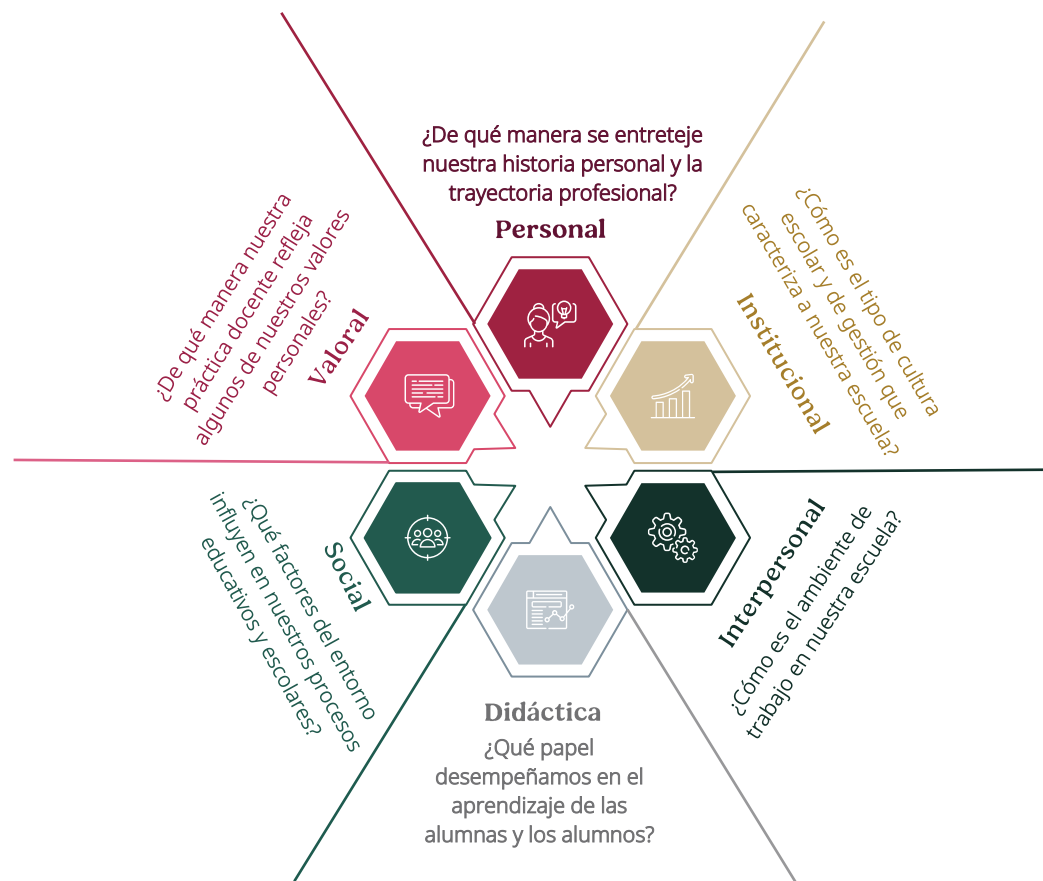 ¿De qué manera se entreteje
nuestra historia personal y la
trayectoria profesional?
Personal
¿Cómo es el tipo de cultura
escolar y de gestión que
caracteriza a nuestra escuela?
Institucional
Interpersonal
¿Cómo es el ambiente de
trabajo en nuestra escuela?
Didáctica
¿Qué papel
desempeñamos en el
aprendizaje de las
alumnas y los alumnos?
Social
¿Qué factores del entorno
influyen en nuestros procesos
educativos y escolares?
¿De qué manera nuestra
práctica docente refleja
algunos de nuestros valores
personales?
Valoral